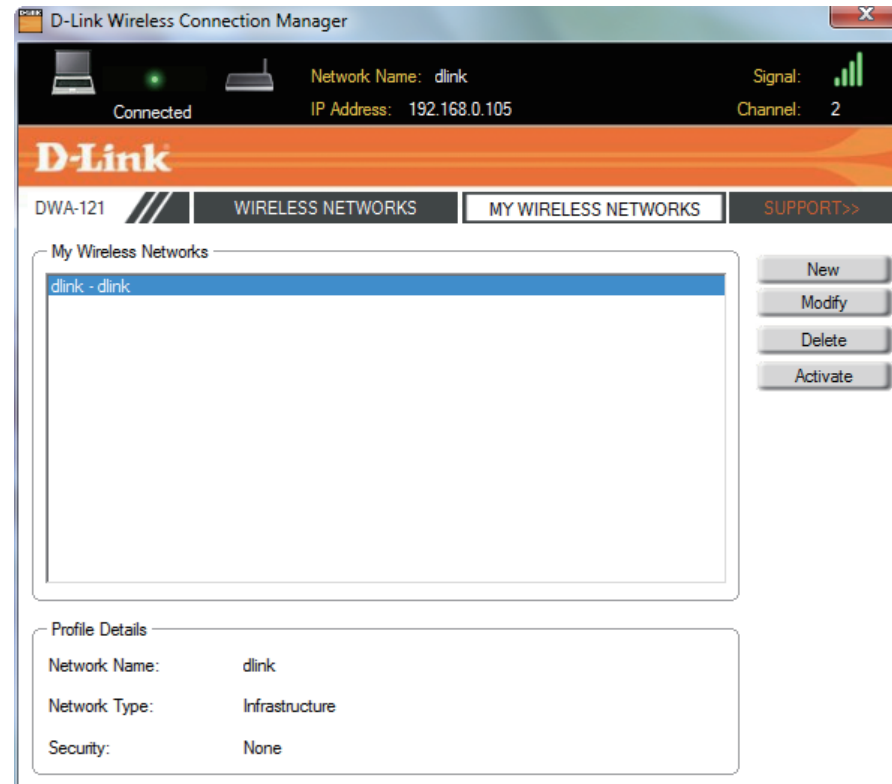 D-Link Wireless Connection Manager
Network Name: dlink Signal:
Connected IP Address: 192.168.0.105 Channel: 2
D-Link
DWA-121 WIRELESS NETWORKS MY WIRELESS NETWORKS SUPPORT>>
My Wireless Networks
dlink - dlink
New
Modify
Delete
Activate
Profile Details
Network Name: dlink
Network Type: Infrastructure
Security: None